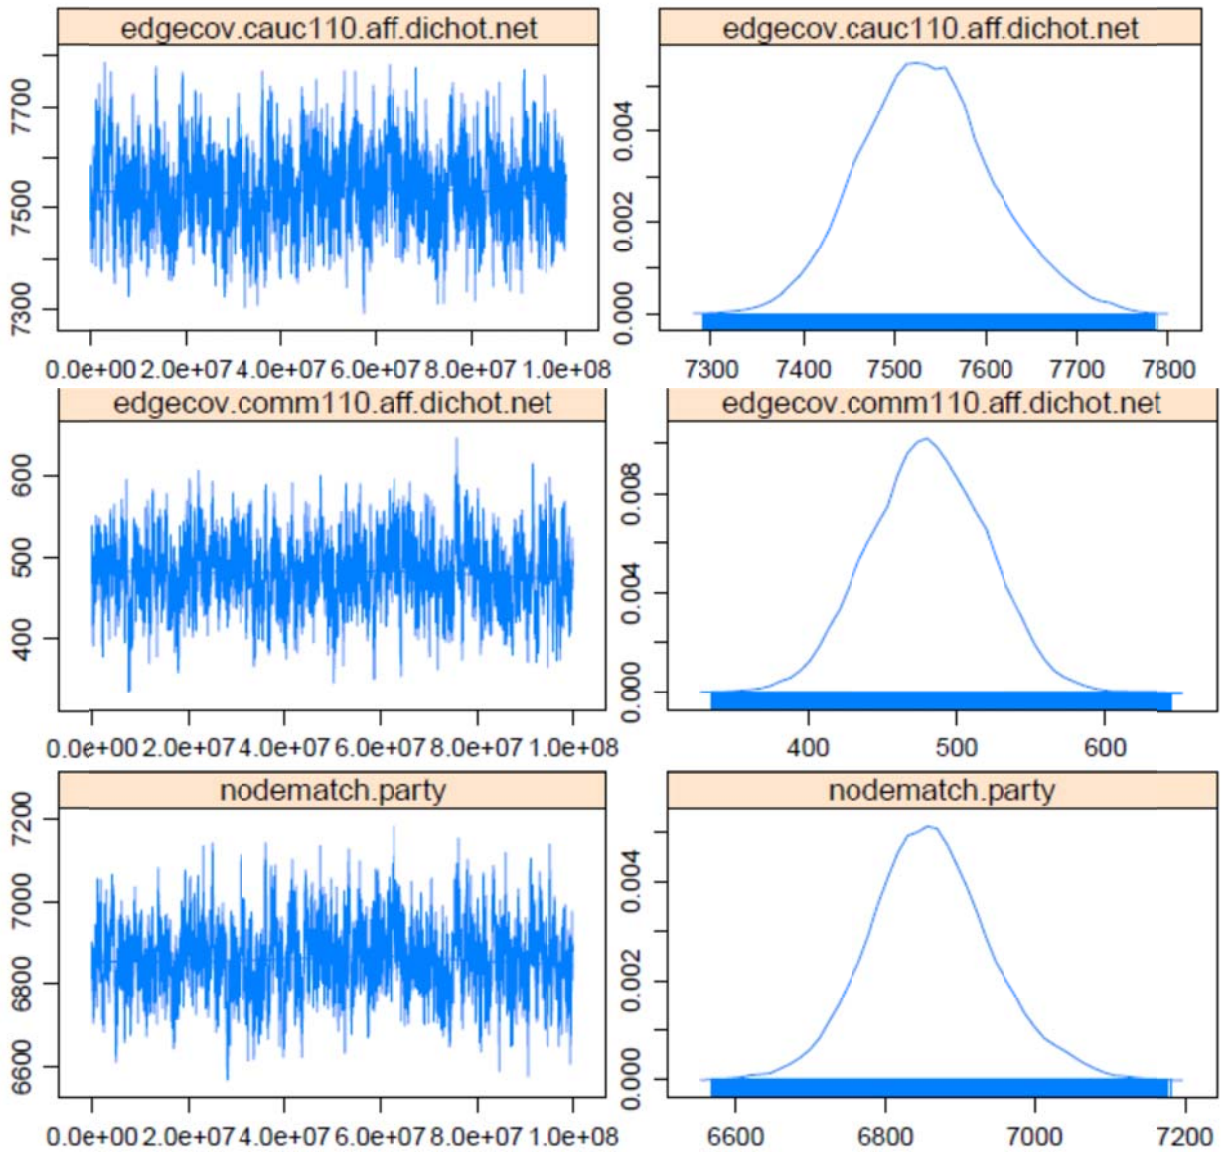 edgecov.cauc110.aff.dichot.net
edgecov.cauc110.aff.dichot.net
7700
7500
7300
0.0e+00 2.0e+07 4.0e+07 6.0e+07 8.0e+07 1.0e+08
0.004
0.002
0.000
7300 7400 7500 7600 7700 7800
edgecov.comm110.aff.dichot.net
edgecov.comm110.aff.dichot.net
600
500
400
0.0e+00 2.0e+07 4.0e+07 6.0e+07 8.0e+07 1.0e+08
0.008
0.004
0.000
400 500 600
nodematch.party
nodematch.party
7200
7000
6800
6600
0.0e+00 2.0e+07 4.0e+07 6.0e+07 8.0e+07 1.0e+08
0.004
0.002
0.000
6600 6800 7000 7200